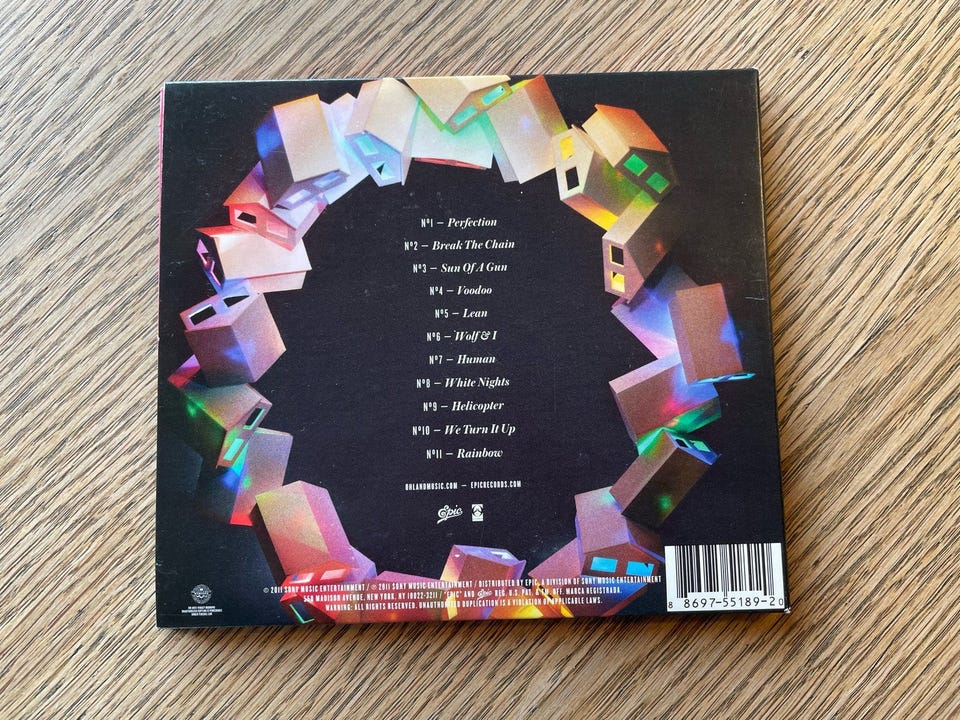 Nº1 – Perfection
Nº2 – Break The Chain
Nº3 – Sun Of A Gun
Nº4 – Voodoo
Nº5 – Lean
Nº6 – Wolf & I
Nº7 – Human
Nº8 – White Nights
Nº9 – Helicopter
Nº10 – We Turn It Up
Nº11 – Rainbow
OHLANDMUSIC.COM – EPICRECORDS.COM
Epic
© 2011 SONY MUSIC ENTERTAINMENT / ℗ 2011 SONY MUSIC ENTERTAINMENT / DISTRIBUTED BY EPIC, A DIVISION OF SONY MUSIC ENTERTAINMENT
550 MADISON AVENUE, NEW YORK, NY 10022-3211 / "EPIC" AND Epic REG. U.S. PAT. & TM. OFF. MARCA REGISTRADA.
WARNING: ALL RIGHTS RESERVED. UNAUTHORIZED DUPLICATION IS A VIOLATION OF APPLICABLE LAWS.
8 8697-55189-2 0